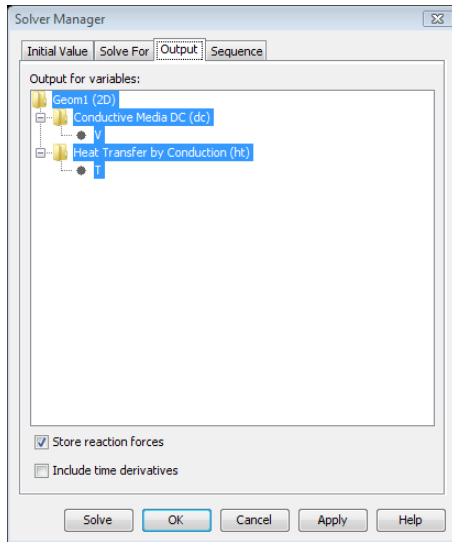 Solver Manager
Initial Value Solve For Output Sequence
Output for variables:
Geom1 (2D)
Conductive Media DC (dc)
V
Heat Transfer by Conduction (ht)
T
Store reaction forces
Include time derivatives
Solve OK Cancel Apply Help